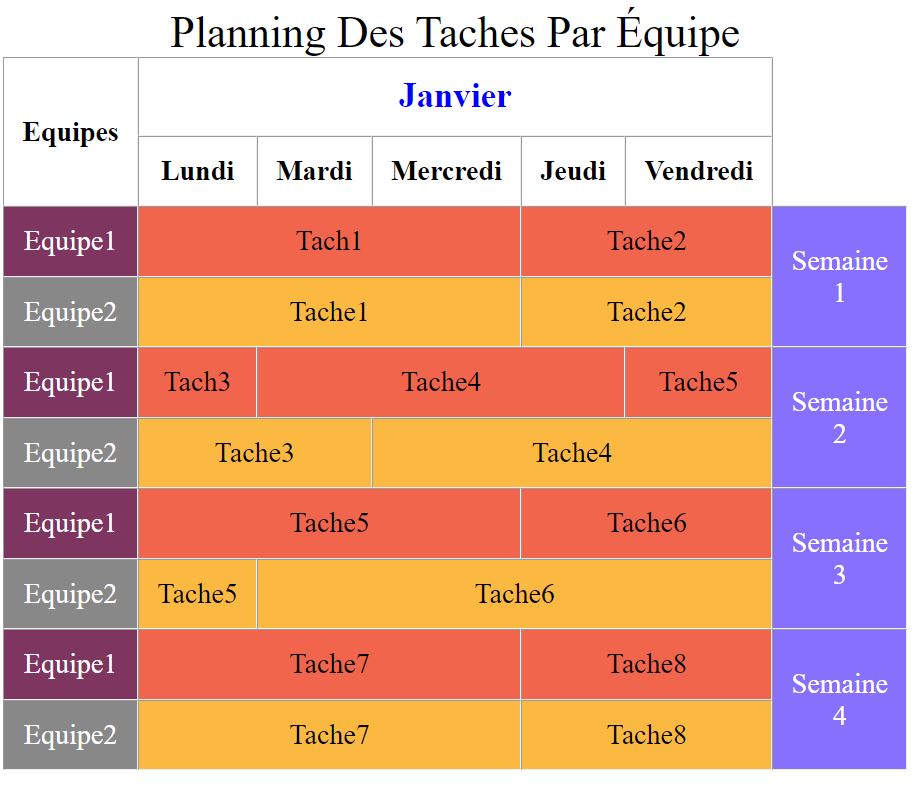 Planning Des Taches Par Équipe
Equipes
Janvier
Lundi Mardi Mercredi Jeudi Vendredi
Equipe1 Tach1 Tache2
Semaine
1
Equipe2 Tache1 Tache2
Equipe1 Tach3 Tache4 Tache5
Semaine
2
Equipe2 Tache3 Tache4
Equipe1 Tache5 Tache6
Semaine
3
Equipe2 Tache5 Tache6
Equipe1 Tache7 Tache8
Semaine
4
Equipe2 Tache7 Tache8